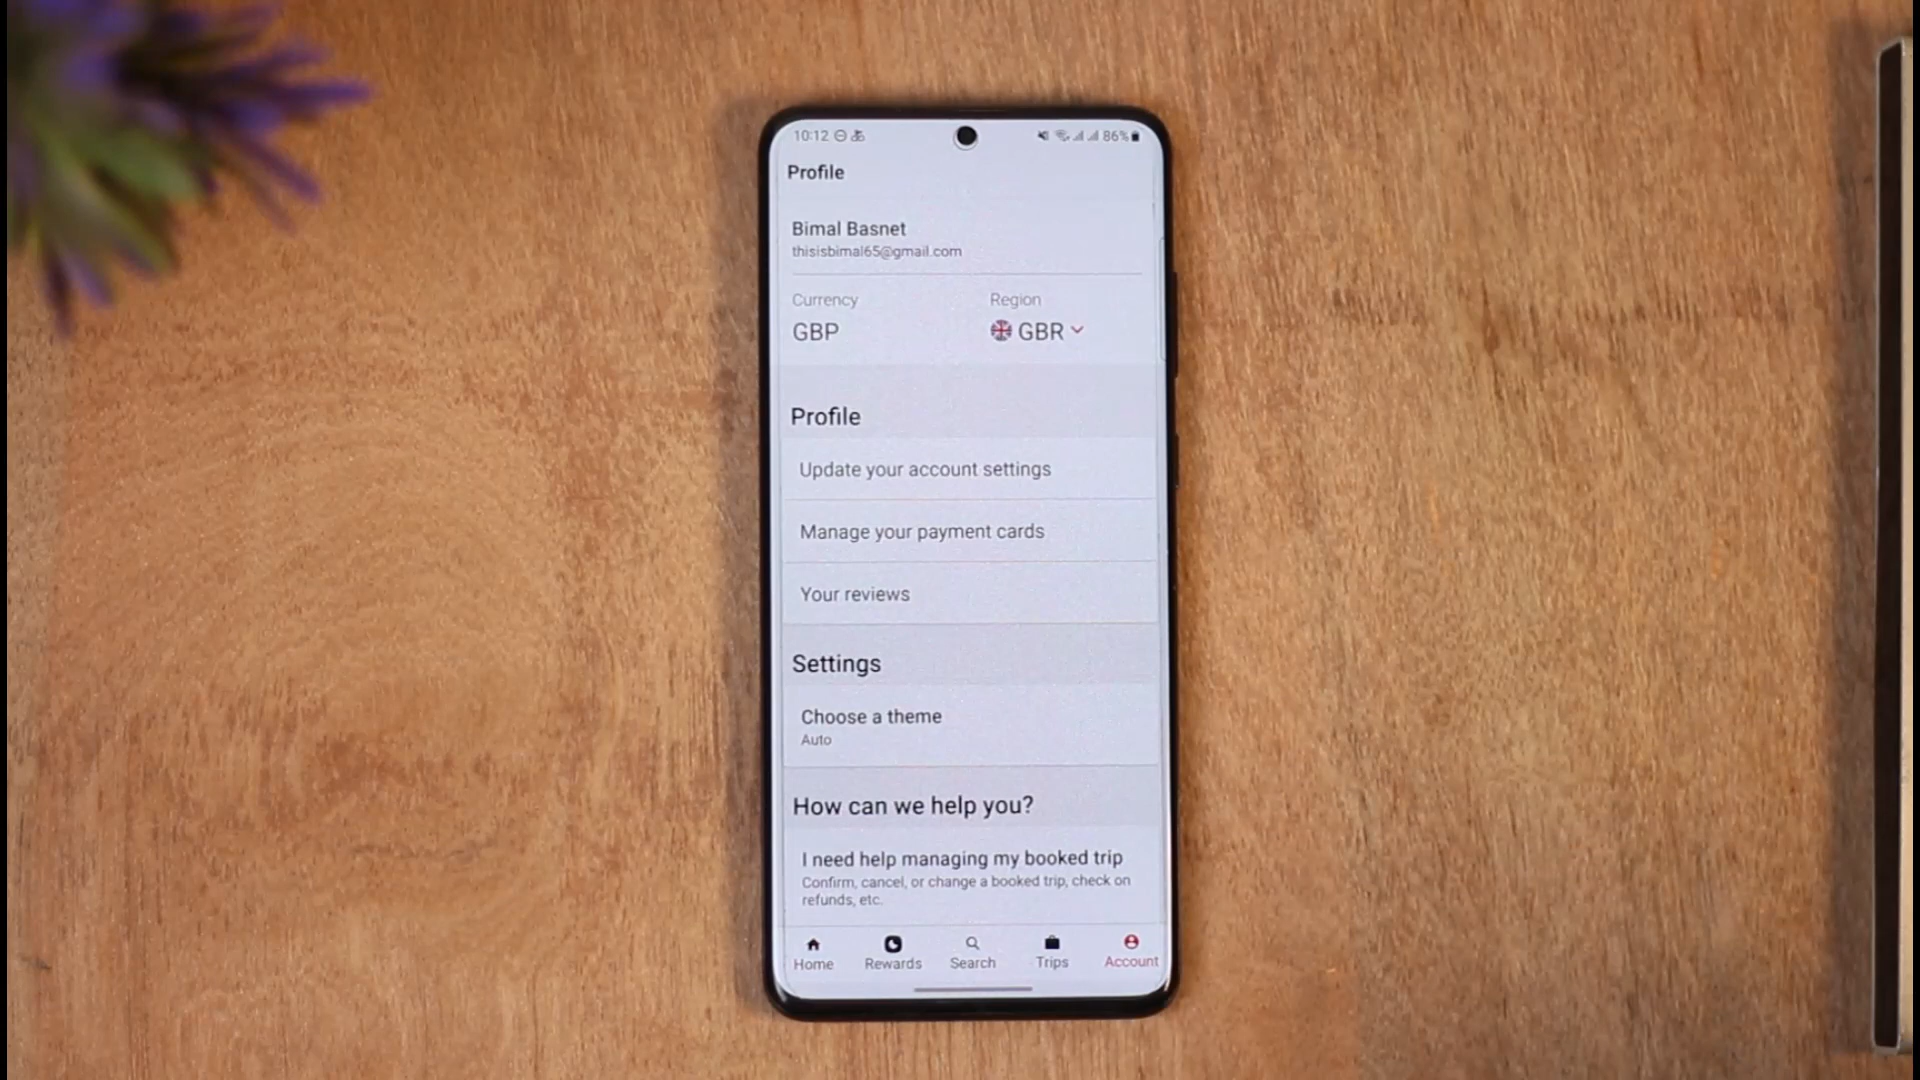 10:12
86%
Profile
Bimal Basnet
thisisbimal65@gmail.com
Currency Region
GBP GBR
Profile
Update your account settings
Manage your payment cards
Your reviews
Settings
Choose a theme
Auto
How can we help you?
I need help managing my booked trip
Confirm, cancel, or change a booked trip, check on
refunds, etc.
Home Rewards Search Trips Account